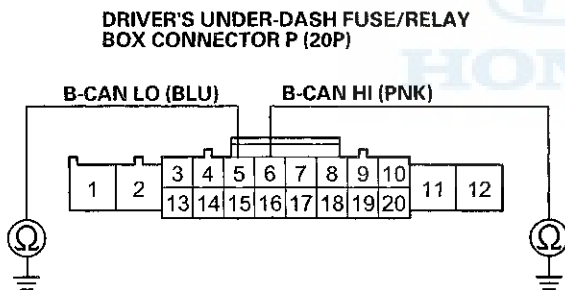 DRIVER'S UNDER-DASH FUSE/RELAY
BOX CONNECTOR P (20P)
HON
B-CAN LO (BLU) B-CAN HI (PNK)
1 2 3 4 5 6 7 8 9 10 11 12
13 14 15 16 17 18 19 20
Ω Ω